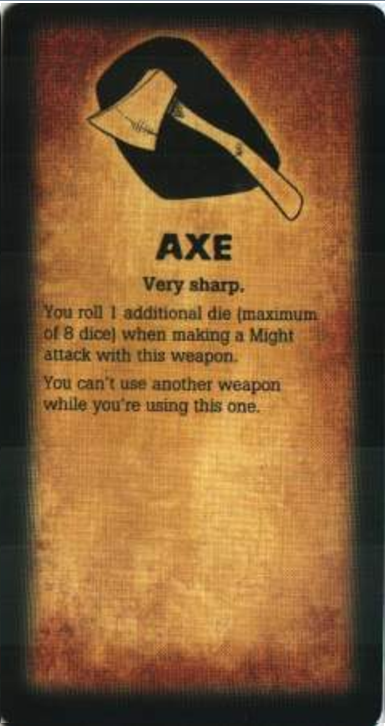 AXE
Very sharp.
You roll 1 additional die (maximum
of 8 dice) when making a Might
attack with this weapon.
You can't use another weapon
while you're using this one.